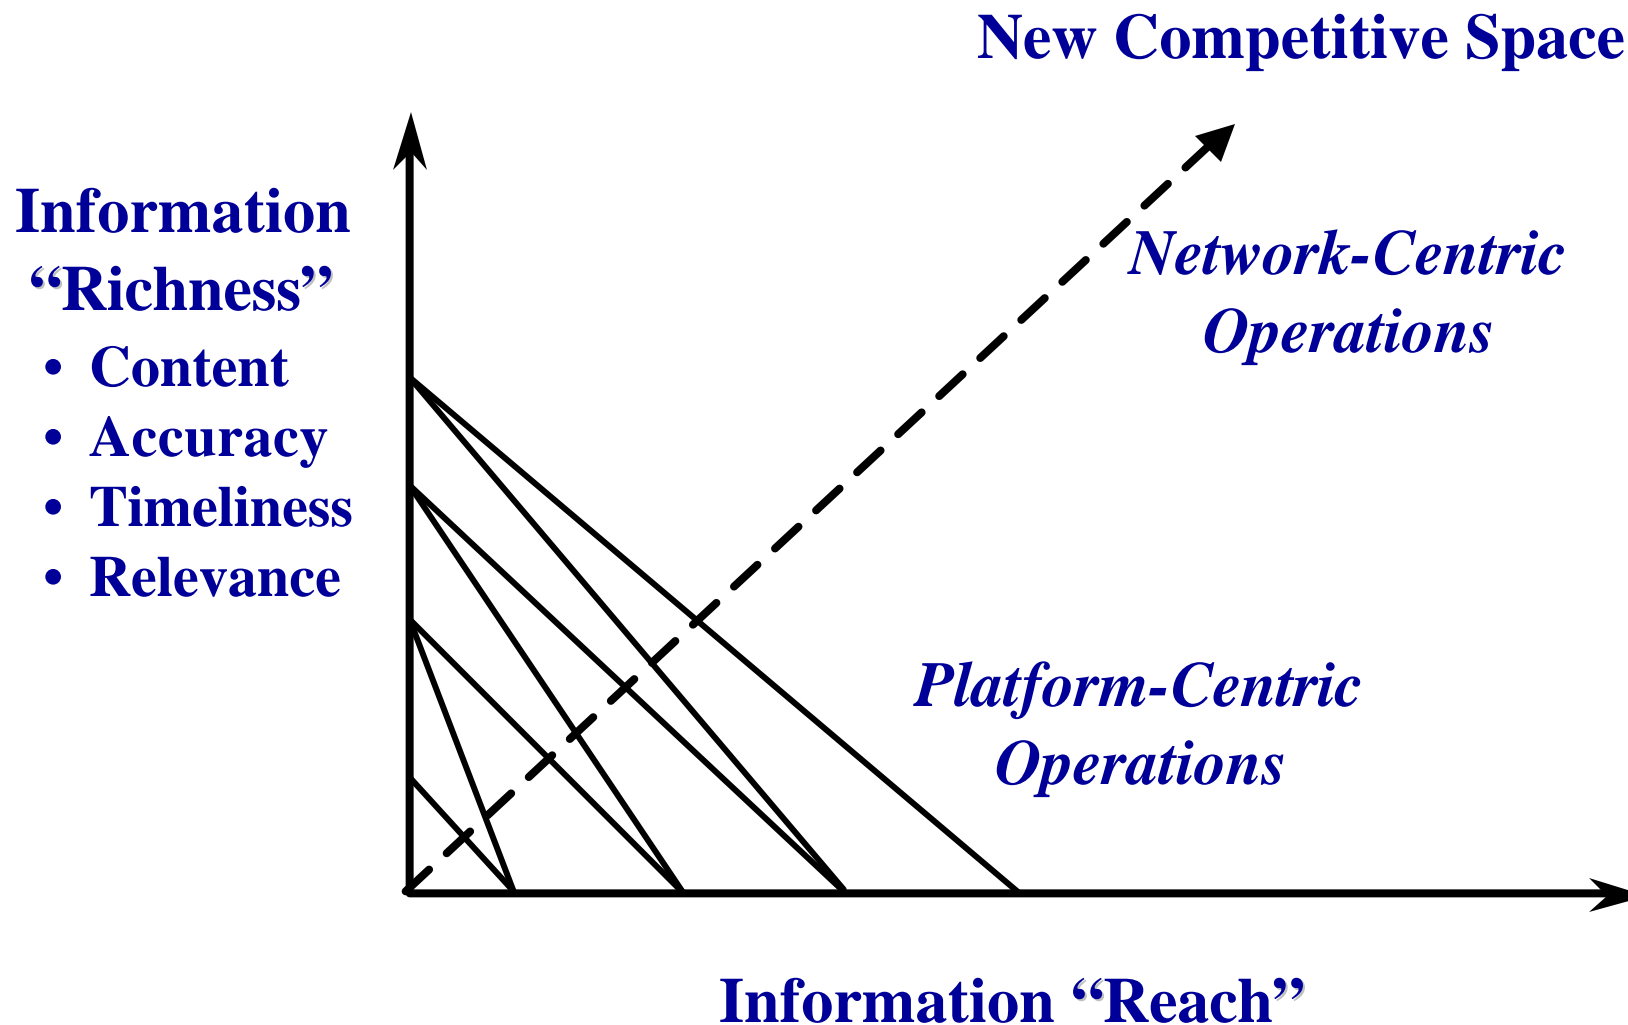 New Competitive Space
Information
“Richness”
• Content
• Accuracy
• Timeliness
• Relevance
Network-Centric
Operations
Platform-Centric
Operations
Information “Reach”